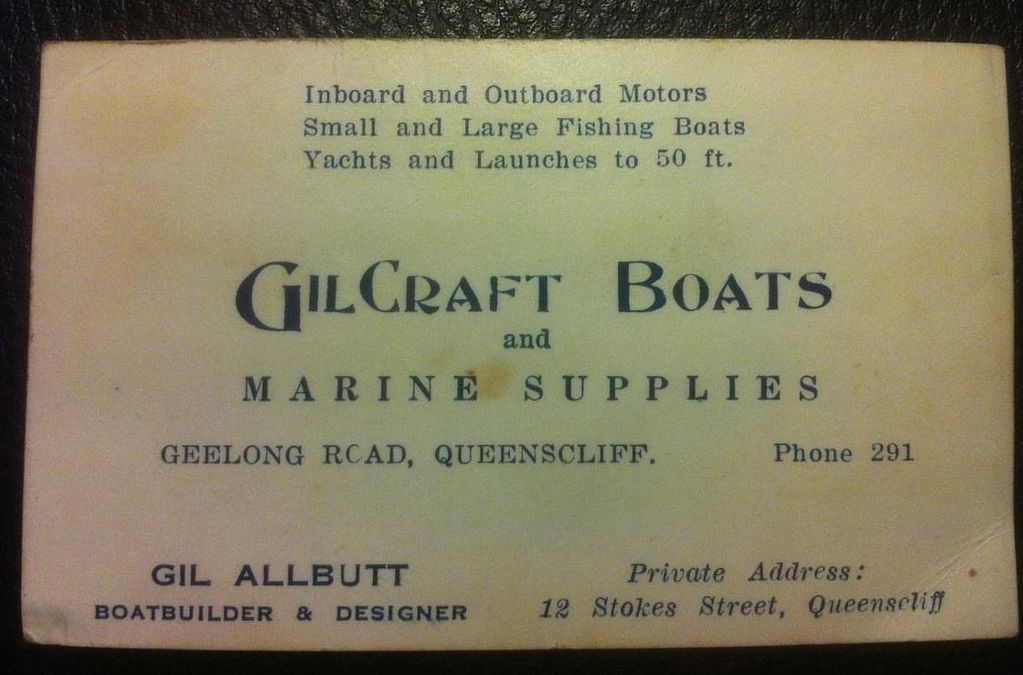 Inboard and Outboard Motors
Small and Large Fishing Boats
Yachts and Launches to 50 ft.
GILCRAFT BOATS
and
MARINE SUPPLIES
GEELONG ROAD, QUEENSCLIFF. Phone 291
GIL ALLBUTT
BOATBUILDER & DESIGNER
Private Address:
12 Stokes Street, Queenscliff